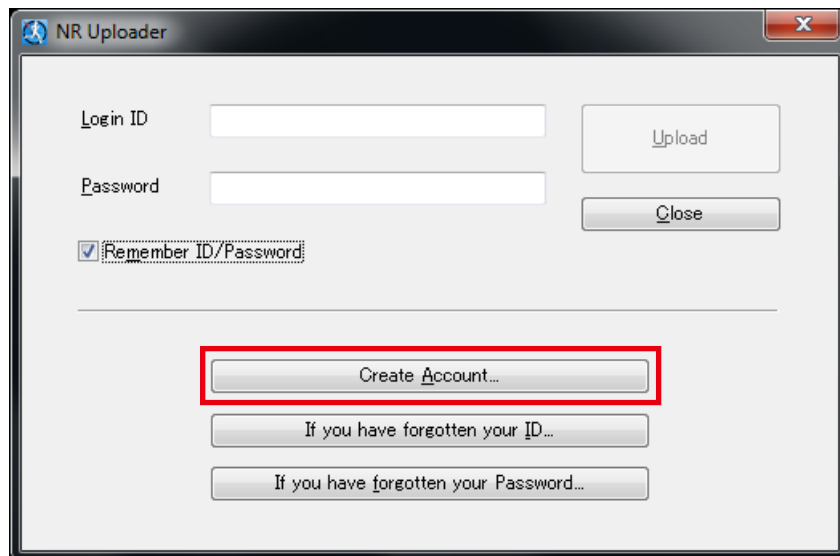 NR Uploader
Login ID
Upload
Password
Close
Remember ID/Password
Create Account...
If you have forgotten your ID...
If you have forgotten your Password...